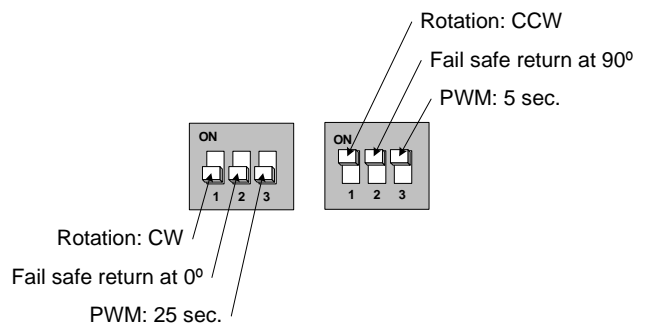 Rotation: CCW
Fail safe return at 90º
PWM: 5 sec.
ON
1 2 3
ON
1 2 3
Rotation: CW
Fail safe return at 0º
PWM: 25 sec.